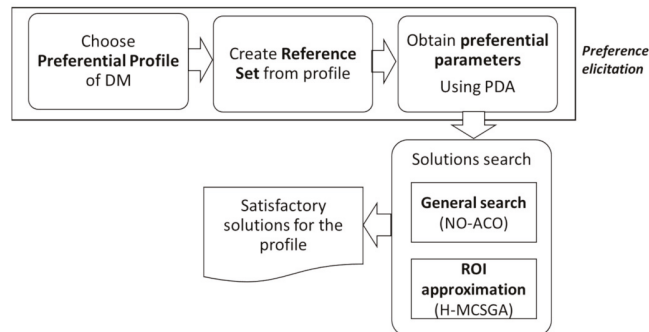 Choose
Preferential Profile
of DM
Create Reference
Set from profile
Obtain preferential
parameters
Using PDA
Preference
elicitation
Solutions search
General search
(NO-ACO)
ROI
approximation
(H-MCSGA)
Satisfactory
solutions for the
profile